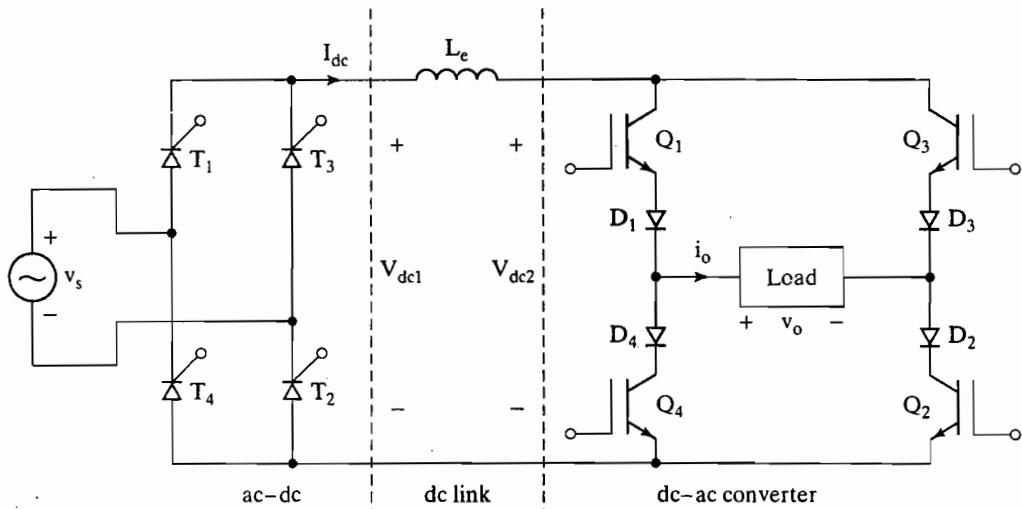 I_dc
L_e
T_1
T_3
Q_1
Q_3
+
+
D_1
D_3
+
v_s
−
V_dc1
V_dc2
i_o
Load
+ v_o −
D_4
D_2
T_4
T_2
−
−
Q_4
Q_2
ac–dc
dc link
dc–ac converter